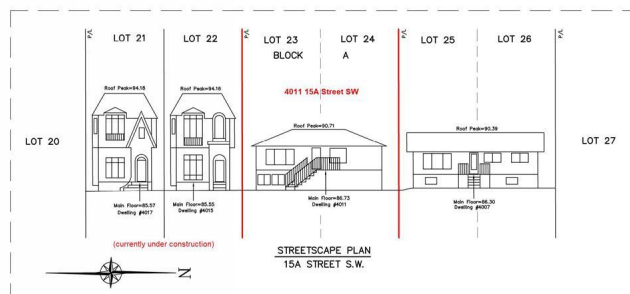 P/L
LOT 21
LOT 22
P/L
LOT 23
LOT 24
P/L
LOT 25
LOT 26
P/L
BLOCK A
4011 15A Street SW
Roof Peak=94.18
Roof Peak=94.16
Roof Peak=90.71
Roof Peak=90.39
LOT 20
LOT 27
Main Floor=85.57
Dwelling #4017
Main Floor=85.55
Dwelling #4015
Main Floor=86.73
Dwelling #4011
Main Floor=86.30
Dwelling #4007
(currently under construction)
STREETSCAPE PLAN
15A STREET S.W.
N